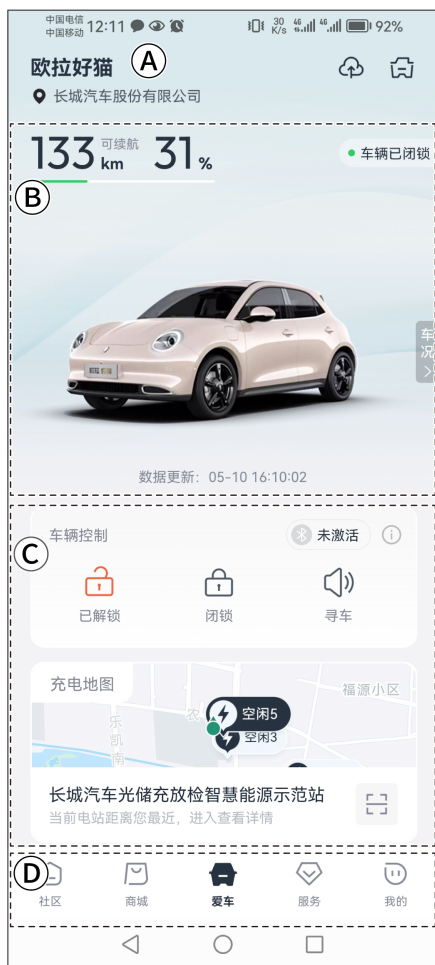 中国电信
中国移动 12:11 30 K/s 46 46 92%
欧拉好猫 A
长城汽车股份有限公司
133 可续航 km 31 % 车辆已闭锁
B
车况
数据更新: 05-10 16:10:02
C
车辆控制 未激活
已解锁 闭锁 寻车
充电地图
福源小区
空闲5
农
乐凯南
空闲3
长城汽车光储充放检智慧能源示范站
当前电站距离您最近，进入查看详情
D
社区 商城 爱车 服务 我的